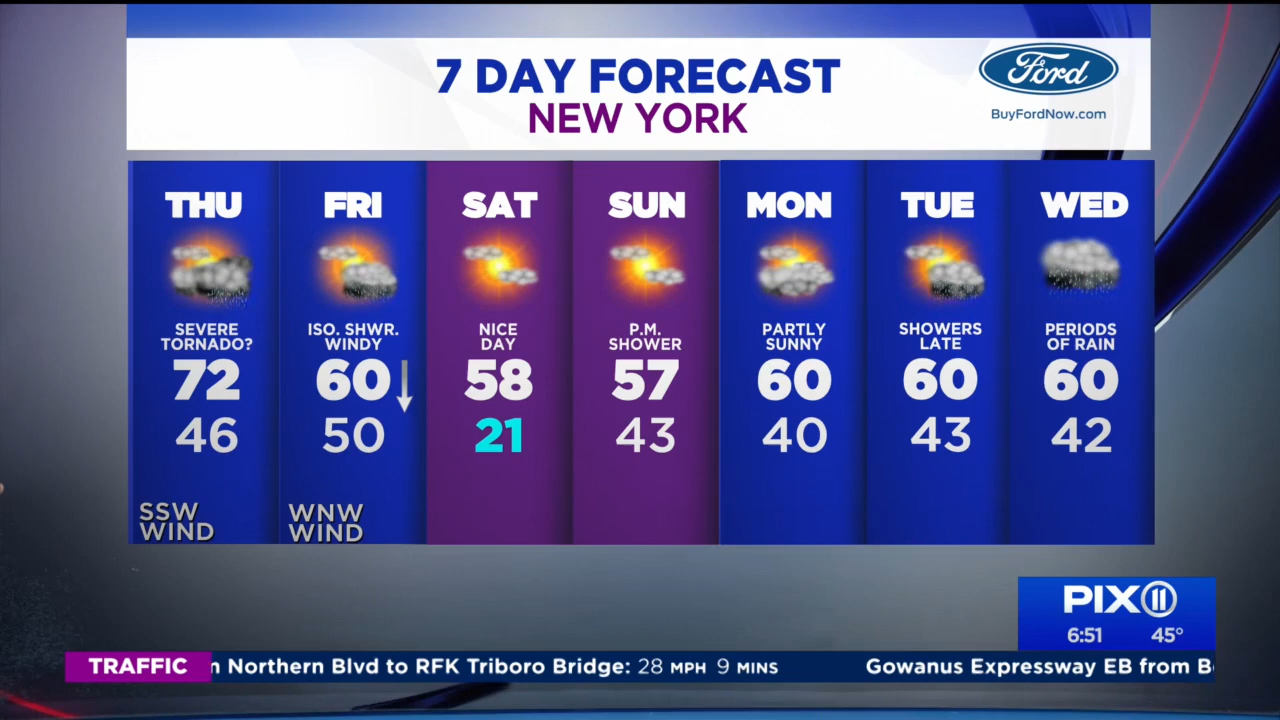 7 DAY FORECAST
NEW YORK
Ford
BuyFordNow.com
THU
SEVERE
TORNADO?
72
46
SSW
WIND
FRI
ISO. SHWR.
WINDY
60
50
WNW
WIND
SAT
NICE
DAY
58
21
SUN
P.M.
SHOWER
57
43
MON
PARTLY
SUNNY
60
40
TUE
SHOWERS
LATE
60
43
WED
PERIODS
OF RAIN
60
42
PIX11
6:51 45°
TRAFFIC
Northern Blvd to RFK Triboro Bridge: 28 MPH 9 MINS Gowanus Expressway EB from